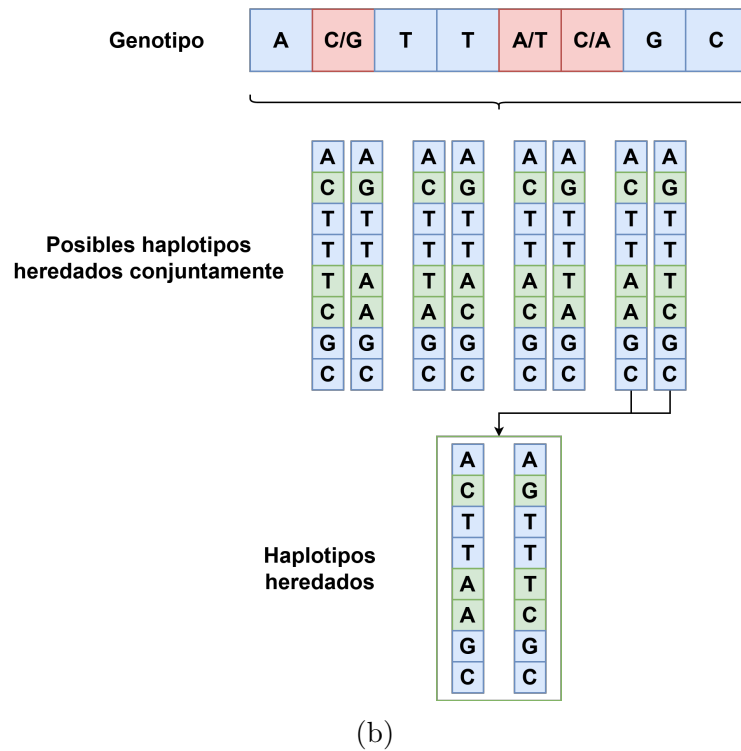 Genotipo A C/G T T A/T C/A G C
A A A A A A A A
C G C G C G C G
T T T T T T T T
Posibles haplotipos
heredados conjuntamente
T T T T T T T T
T A T A A T A T
C A A C C A A C
G G G G G G G G
C C C C C C C C
A A
C G
T T
T T
Haplotipos
heredados
A T
A C
G G
C C
(b)